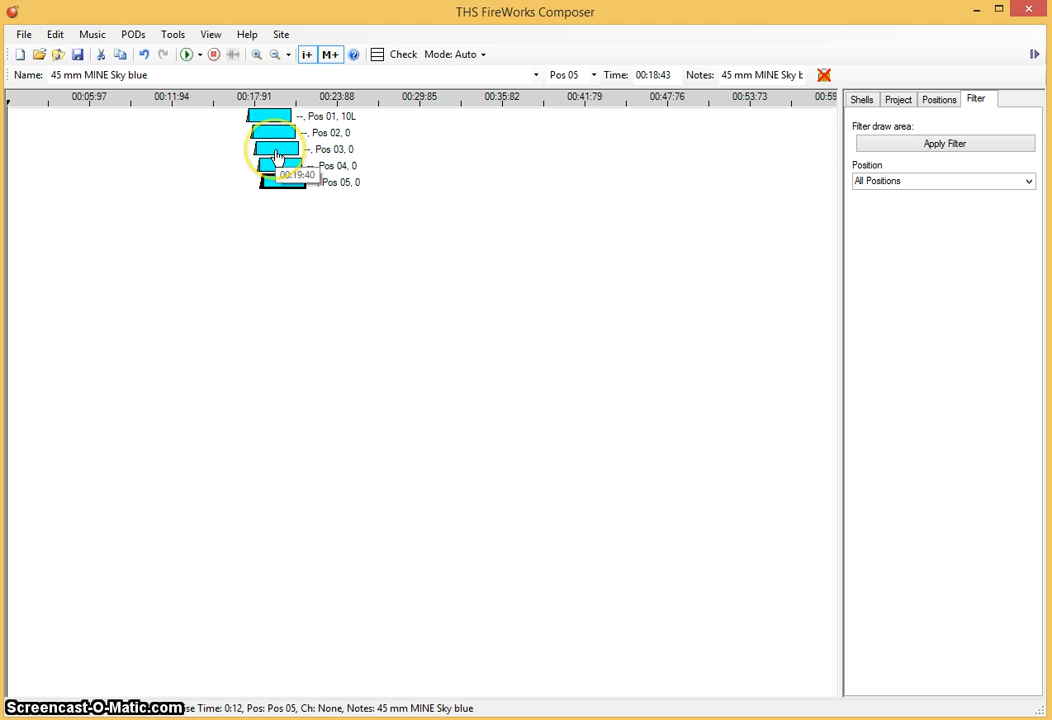 THS FireWorks Composer
File Edit Music PODs Tools View Help Site
i+ M+ Check Mode: Auto
Name: 45 mm MINE Sky blue Pos 05 Time: 00:18:43 Notes: 45 mm MINE Sky b
00:05:97 00:11:94 00:17:91 00:23:88 00:29:85 00:35:82 00:41:79 00:47:76 00:53:73 00:59
Shells Project Positions Filter
--, Pos 01, 10L
--, Pos 02, 0
--, Pos 03, 0
--, Pos 04, 0
00:19:40
, Pos 05, 0
Filter draw area:
Apply Filter
Position
All Positions
Screencast-O-Matic.com
ise Time: 0:12, Pos: Pos 05, Ch: None, Notes: 45 mm MINE Sky blue